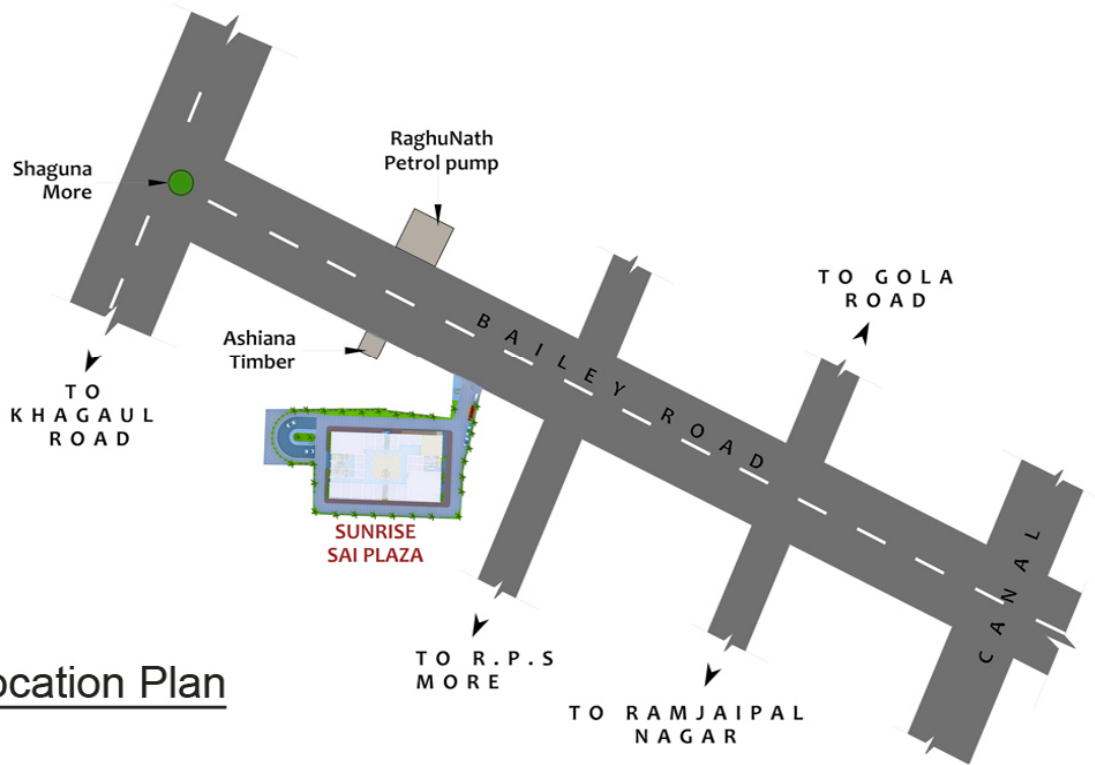 RaghuNath
Petrol pump
Shaguna
More
TO GOLA
ROAD
BAILEY ROAD
Ashiana
Timber
TO
KHAGAUL
ROAD
SUNRISE
SAI PLAZA
CANAL
TO R.P.S
MORE
TO RAMJAIPAL
NAGAR
ocation Plan